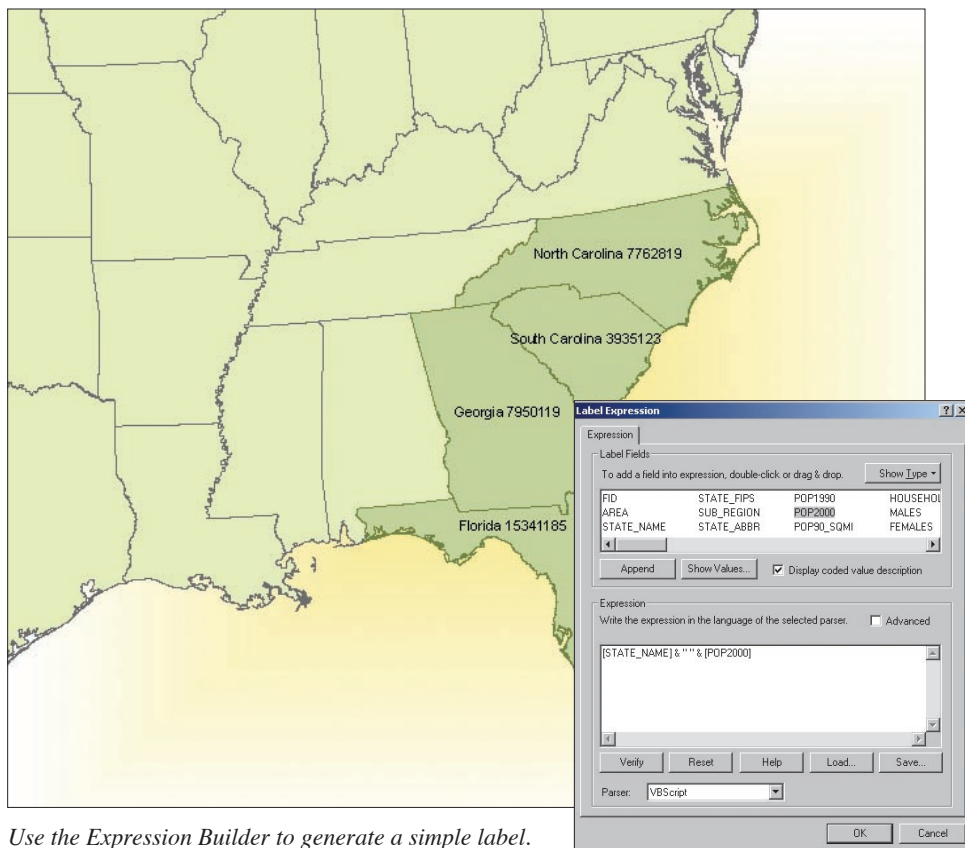 North Carolina 7762819
South Carolina 3935123
Georgia 7950119
Florida 15341185
Label Expression
Expression
Label Fields
To add a field into expression, double-click or drag & drop.
Show Type
FID STATE_FIPS POP1990 HOUSEHOL
AREA SUB_REGION POP2000 MALES
STATE_NAME STATE_ABBR POP90_SQMI FEMALES
Append Show Values... Display coded value description
Expression
Write the expression in the language of the selected parser. Advanced
[STATE_NAME] & " " & [POP2000]
Verify Reset Help Load... Save...
Parser: VBScript
OK Cancel
Use the Expression Builder to generate a simple label.